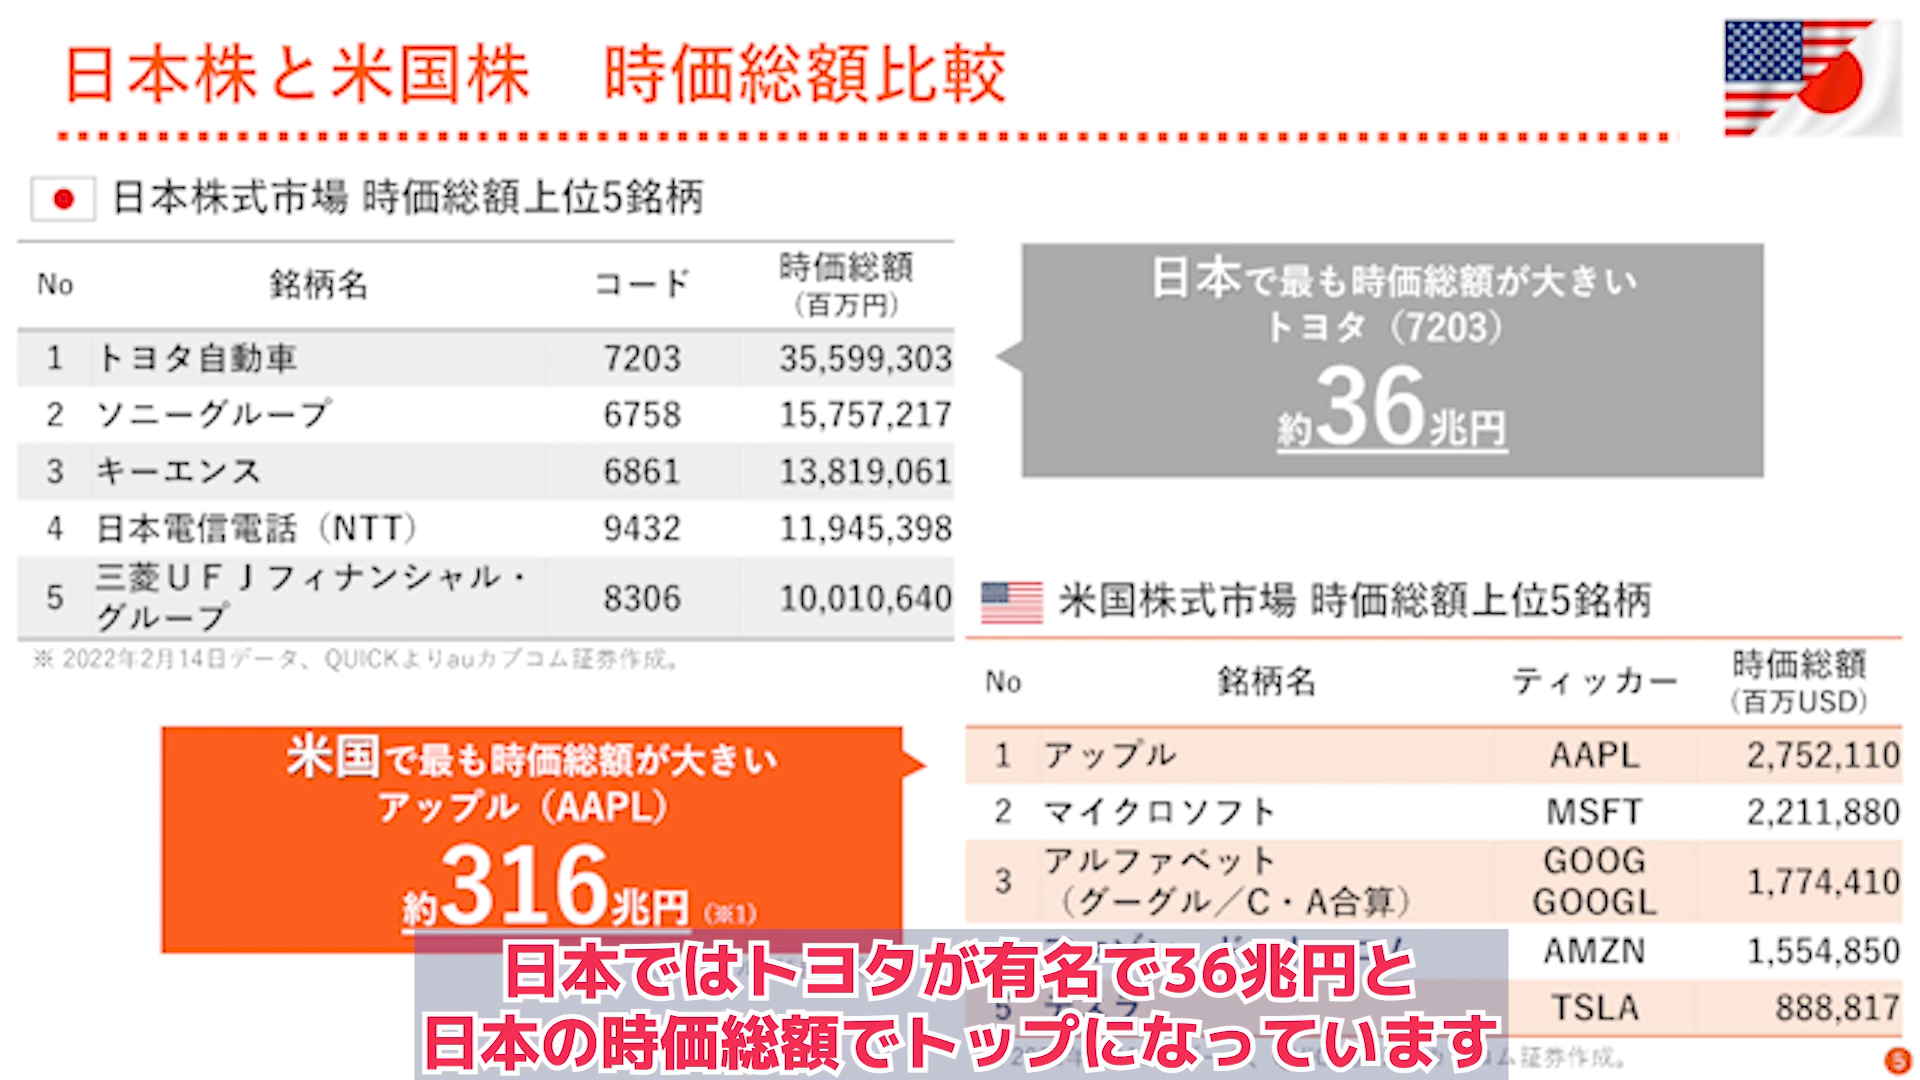 日本株と米国株　時価総額比較
日本株式市場 時価総額上位5銘柄
No 銘柄名 コード 時価総額
（百万円）
1 トヨタ自動車 7203 35,599,303
2 ソニーグループ 6758 15,757,217
3 キーエンス 6861 13,819,061
4 日本電信電話（NTT） 9432 11,945,398
5 三菱ＵＦＪフィナンシャル・
グループ 8306 10,010,640
※ 2022年2月14日データ、QUICKよりauカブコム証券作成。
日本で最も時価総額が大きい
トヨタ（7203）
約36兆円
米国で最も時価総額が大きい
アップル（AAPL）
約316兆円（※1）
米国株式市場 時価総額上位5銘柄
No 銘柄名 ティッカー 時価総額
（百万USD）
1 アップル AAPL 2,752,110
2 マイクロソフト MSFT 2,211,880
3 アルファベット GOOG 1,774,410
（グーグル／C・A合算） GOOGL
AMZN 1,554,850
5 テスラ TSLA 888,817
コム証券作成。
5
日本ではトヨタが有名で36兆円と
日本の時価総額でトップになっています